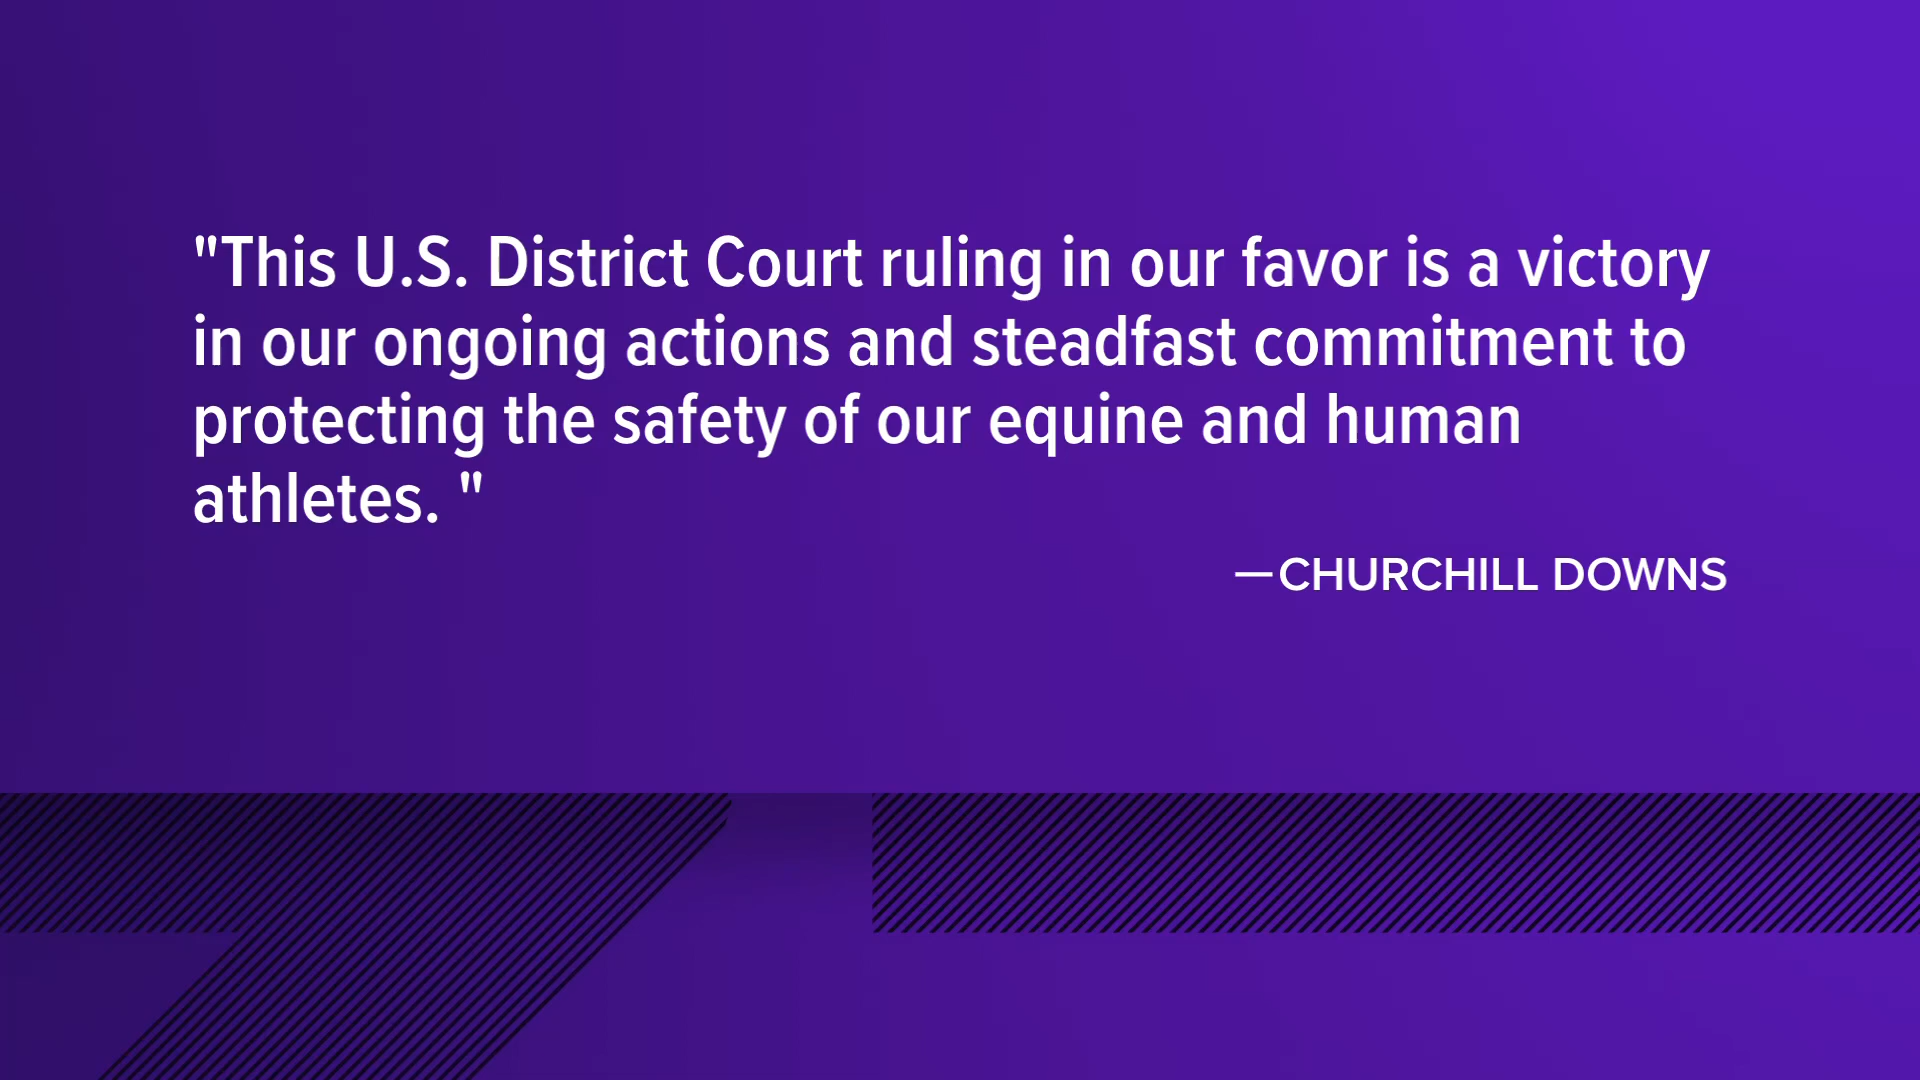 "This U.S. District Court ruling in our favor is a victory
in our ongoing actions and steadfast commitment to
protecting the safety of our equine and human
athletes. "
—CHURCHILL DOWNS